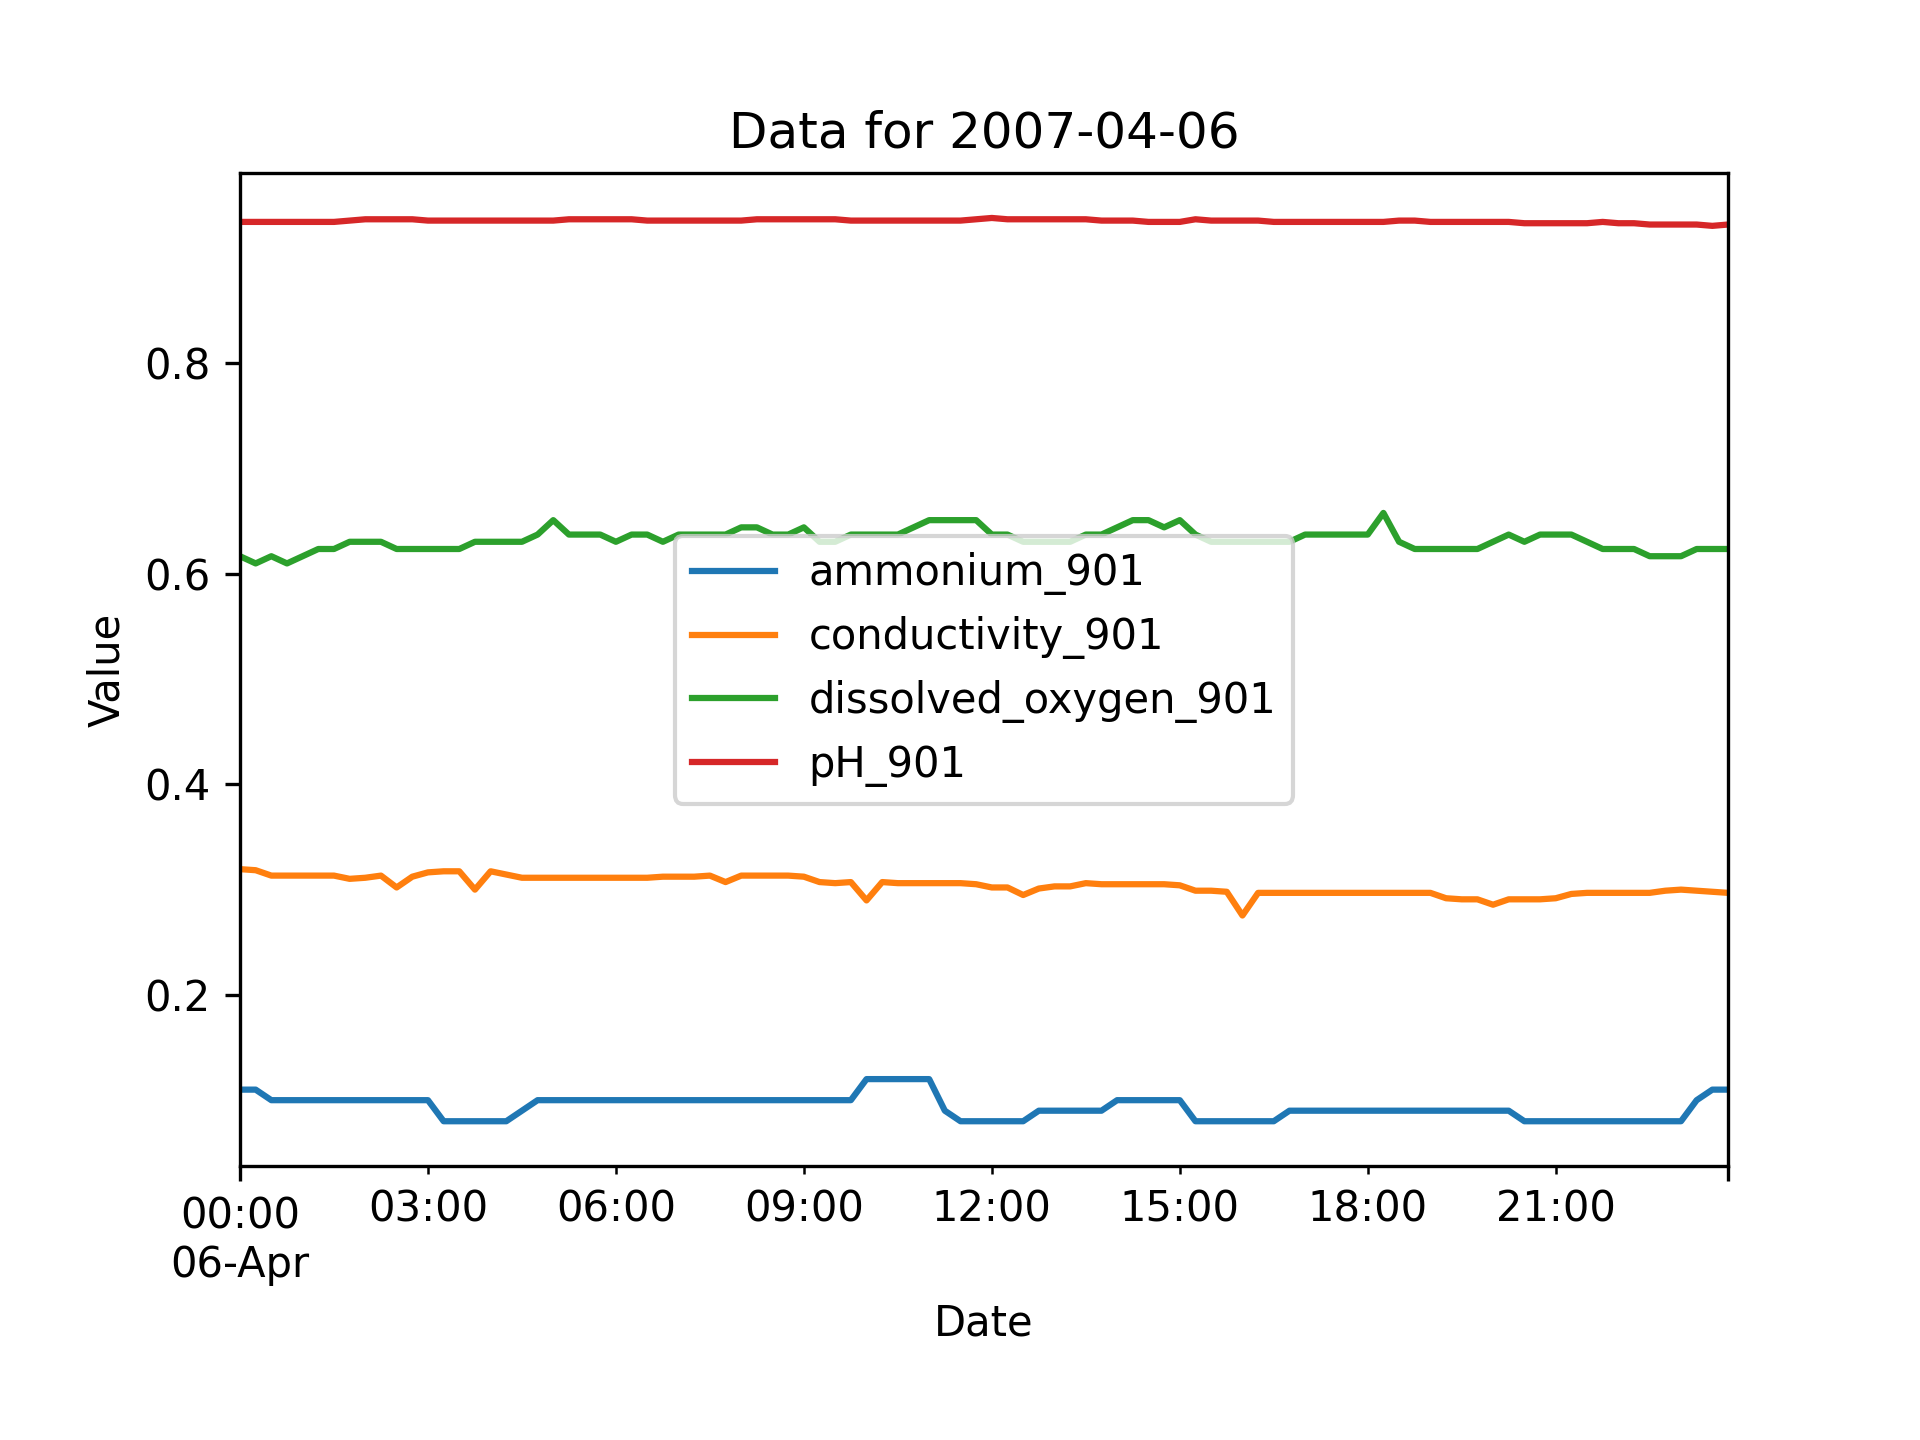 Data for 2007-04-06
0.8
0.6
0.4
0.2
Value
ammonium_901
conductivity_901
dissolved_oxygen_901
pH_901
00:00 03:00 06:00 09:00 12:00 15:00 18:00 21:00
06-Apr
Date